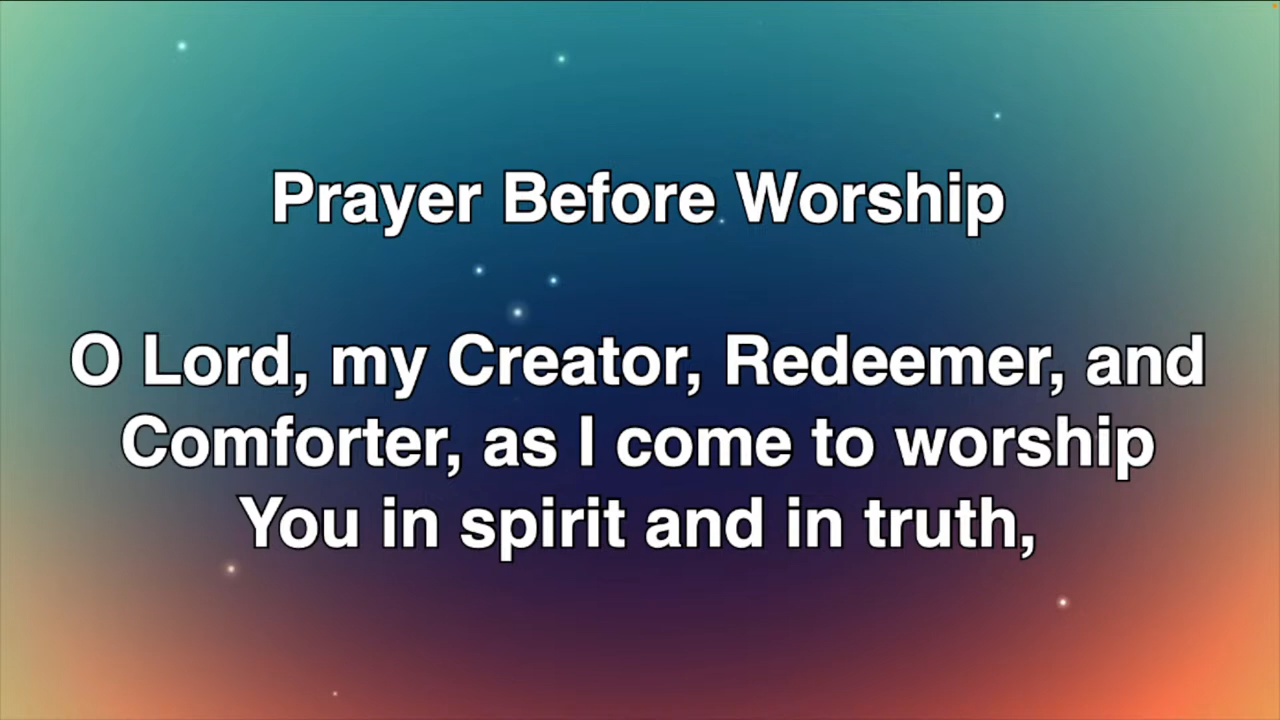 Prayer Before Worship
O Lord, my Creator, Redeemer, and
Comforter, as I come to worship
You in spirit and in truth,